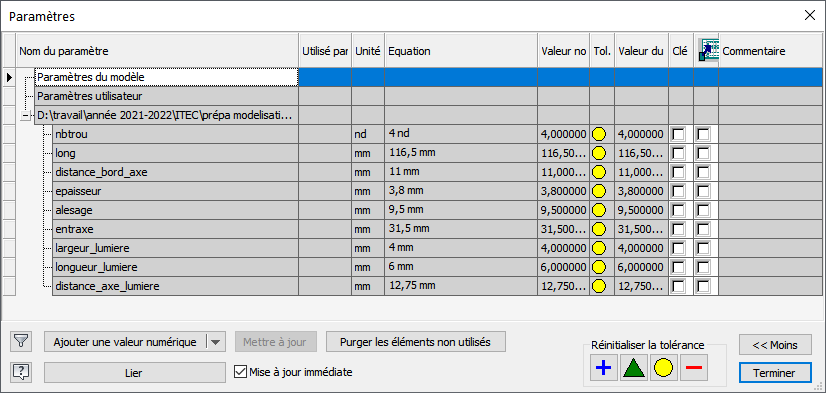 Paramètres
Nom du paramètre Utilisé par Unité Equation Valeur no Tol. Valeur du Clé Commentaire
Paramètres du modèle
Paramètres utilisateur
D:\travail\année 2021-2022\ITEC\prépa modelisati...
nbtrou nd 4 nd 4,000000 4,000000
long mm 116,5 mm 116,50... 116,50...
distance_bord_axe mm 11 mm 11,000... 11,000...
epaisseur mm 3,8 mm 3,800000 3,800000
alesage mm 9,5 mm 9,500000 9,500000
entraxe mm 31,5 mm 31,500... 31,500...
largeur_lumiere mm 4 mm 4,000000 4,000000
longueur_lumiere mm 6 mm 6,000000 6,000000
distance_axe_lumiere mm 12,75 mm 12,750... 12,750...
Ajouter une valeur numérique Mettre à jour Purger les éléments non utilisés Réinitialiser la tolérance << Moins
Lier Mise à jour immédiate Terminer